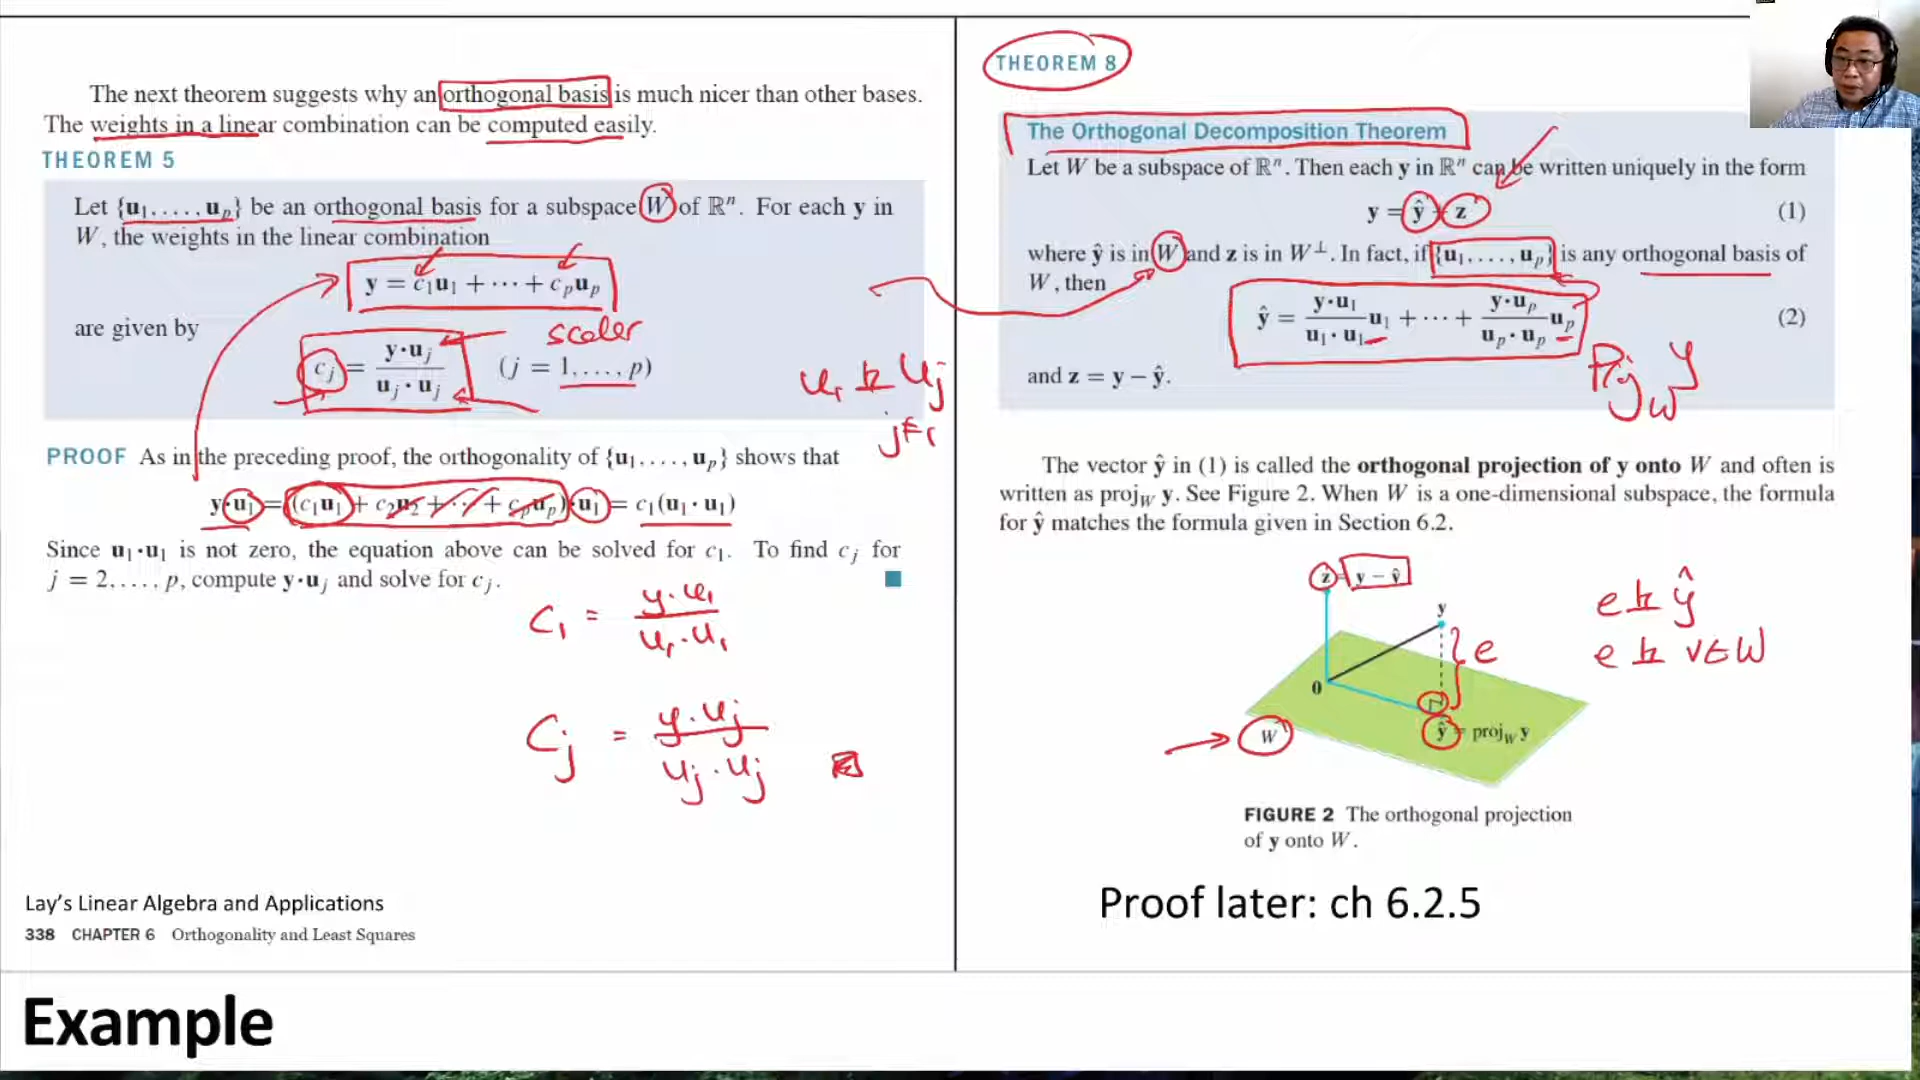 The next theorem suggests why an orthogonal basis is much nicer than other bases.
The weights in a linear combination can be computed easily.
THEOREM 5
Let {u₁, . . . , uₚ} be an orthogonal basis for a subspace W of ℝⁿ. For each y in
W, the weights in the linear combination
y = c₁u₁ + ⋯ + cₚuₚ
are given by
scaler
cⱼ = y·uⱼ / uⱼ·uⱼ (j = 1, . . . , p)
u₁ ⊥ uⱼ
j≠1
PROOF As in the preceding proof, the orthogonality of {u₁, . . . , uₚ} shows that
y·u₁ = (c₁u₁ + c₂u₂ + ⋯ + cₚuₚ)·u₁ = c₁(u₁·u₁)
Since u₁·u₁ is not zero, the equation above can be solved for c₁. To find cⱼ for
j = 2, . . . , p, compute y·uⱼ and solve for cⱼ.
C₁ = y·u₁ / u₁·u₁
Cⱼ = y·uⱼ / uⱼ·uⱼ
Lay's Linear Algebra and Applications
338 CHAPTER 6 Orthogonality and Least Squares
THEOREM 8
The Orthogonal Decomposition Theorem
Let W be a subspace of ℝⁿ. Then each y in ℝⁿ can be written uniquely in the form
y = ŷ + z (1)
where ŷ is in W and z is in W⊥. In fact, if {u₁, . . . , uₚ} is any orthogonal basis of
W, then
ŷ = y·u₁ / u₁·u₁ u₁ + ⋯ + y·uₚ / uₚ·uₚ uₚ (2)
and z = y − ŷ.
Proj_W y
The vector ŷ in (1) is called the orthogonal projection of y onto W and often is
written as proj_W y. See Figure 2. When W is a one-dimensional subspace, the formula
for ŷ matches the formula given in Section 6.2.
z = y − ŷ
y
e
0
W
ŷ = proj_W y
e ⊥ ŷ
e ⊥ v∈W
FIGURE 2 The orthogonal projection
of y onto W.
Proof later: ch 6.2.5
Example